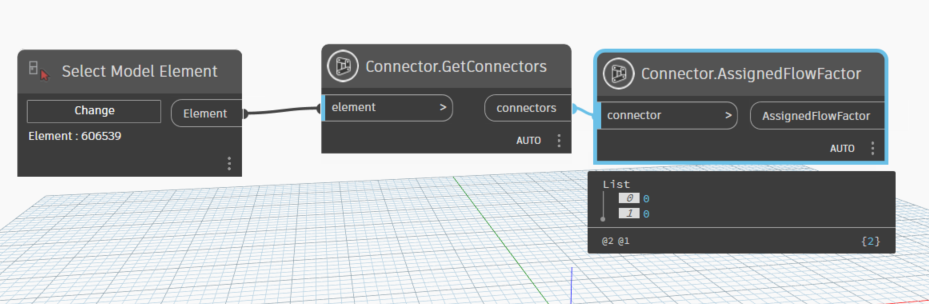 Select Model Element
Change
Element
Element : 606539
Connector.GetConnectors
element >
connectors
AUTO
Connector.AssignedFlowFactor
connector >
AssignedFlowFactor
AUTO
List
0 0
1 0
@2 @1
{2}